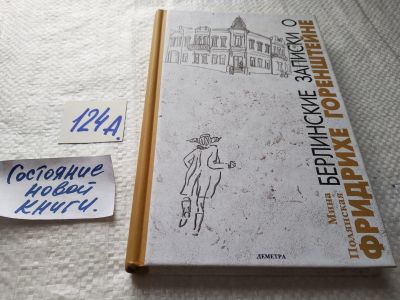 124А.
Состояние
новой
книги.
Мина
Полянская
БЕРЛИНСКИЕ ЗАПИСКИ О
ФРИДРИХЕ ГОРЕНШТЕЙНЕ
ДЕМЕТРА